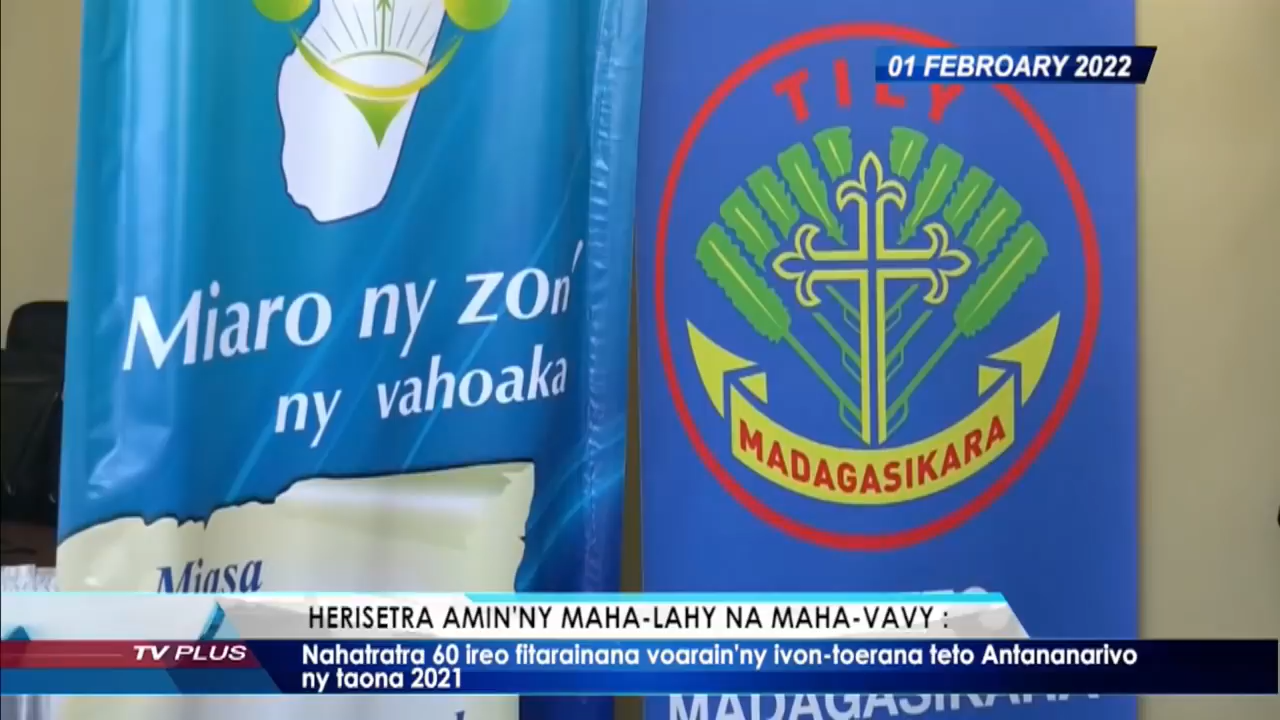 01 FEBROARY 2022
TILY
MADAGASIKARA
Miaro ny zon'
ny vahoaka
Miasa
HERISETRA AMIN'NY MAHA-LAHY NA MAHA-VAVY :
TV PLUS
Nahatratra 60 ireo fitarainana voarain'ny ivon-toerana teto Antananarivo
ny taona 2021
MADAGASIKARA